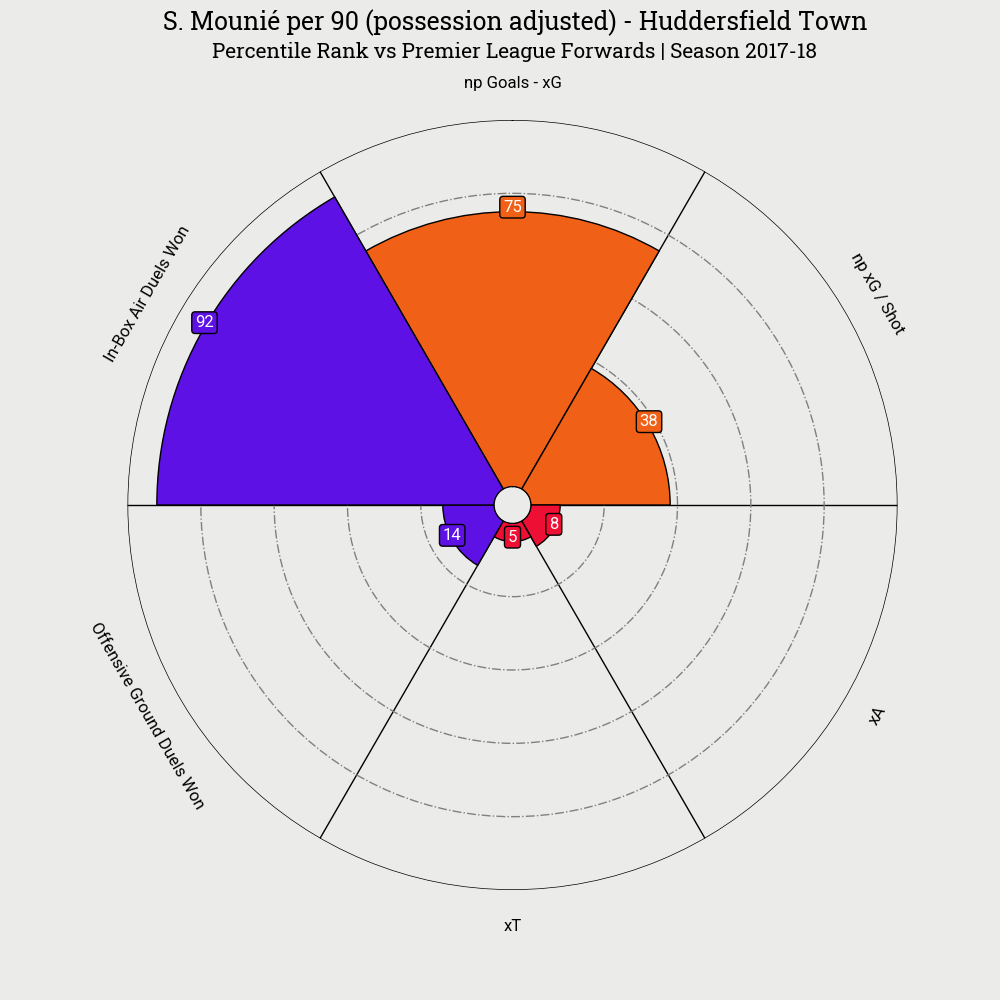 S. Mounié per 90 (possession adjusted) - Huddersfield Town
Percentile Rank vs Premier League Forwards | Season 2017-18
np Goals - xG
75
np xG / Shot
38
In-Box Air Duels Won
92
14
5
8
Offensive Ground Duels Won
xA
xT